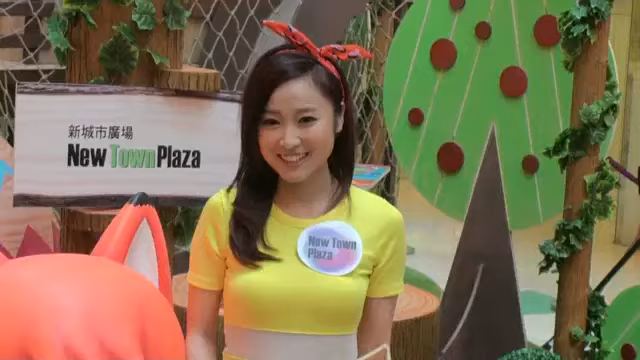 新城市廣場
New Town Plaza
New Town
Plaza